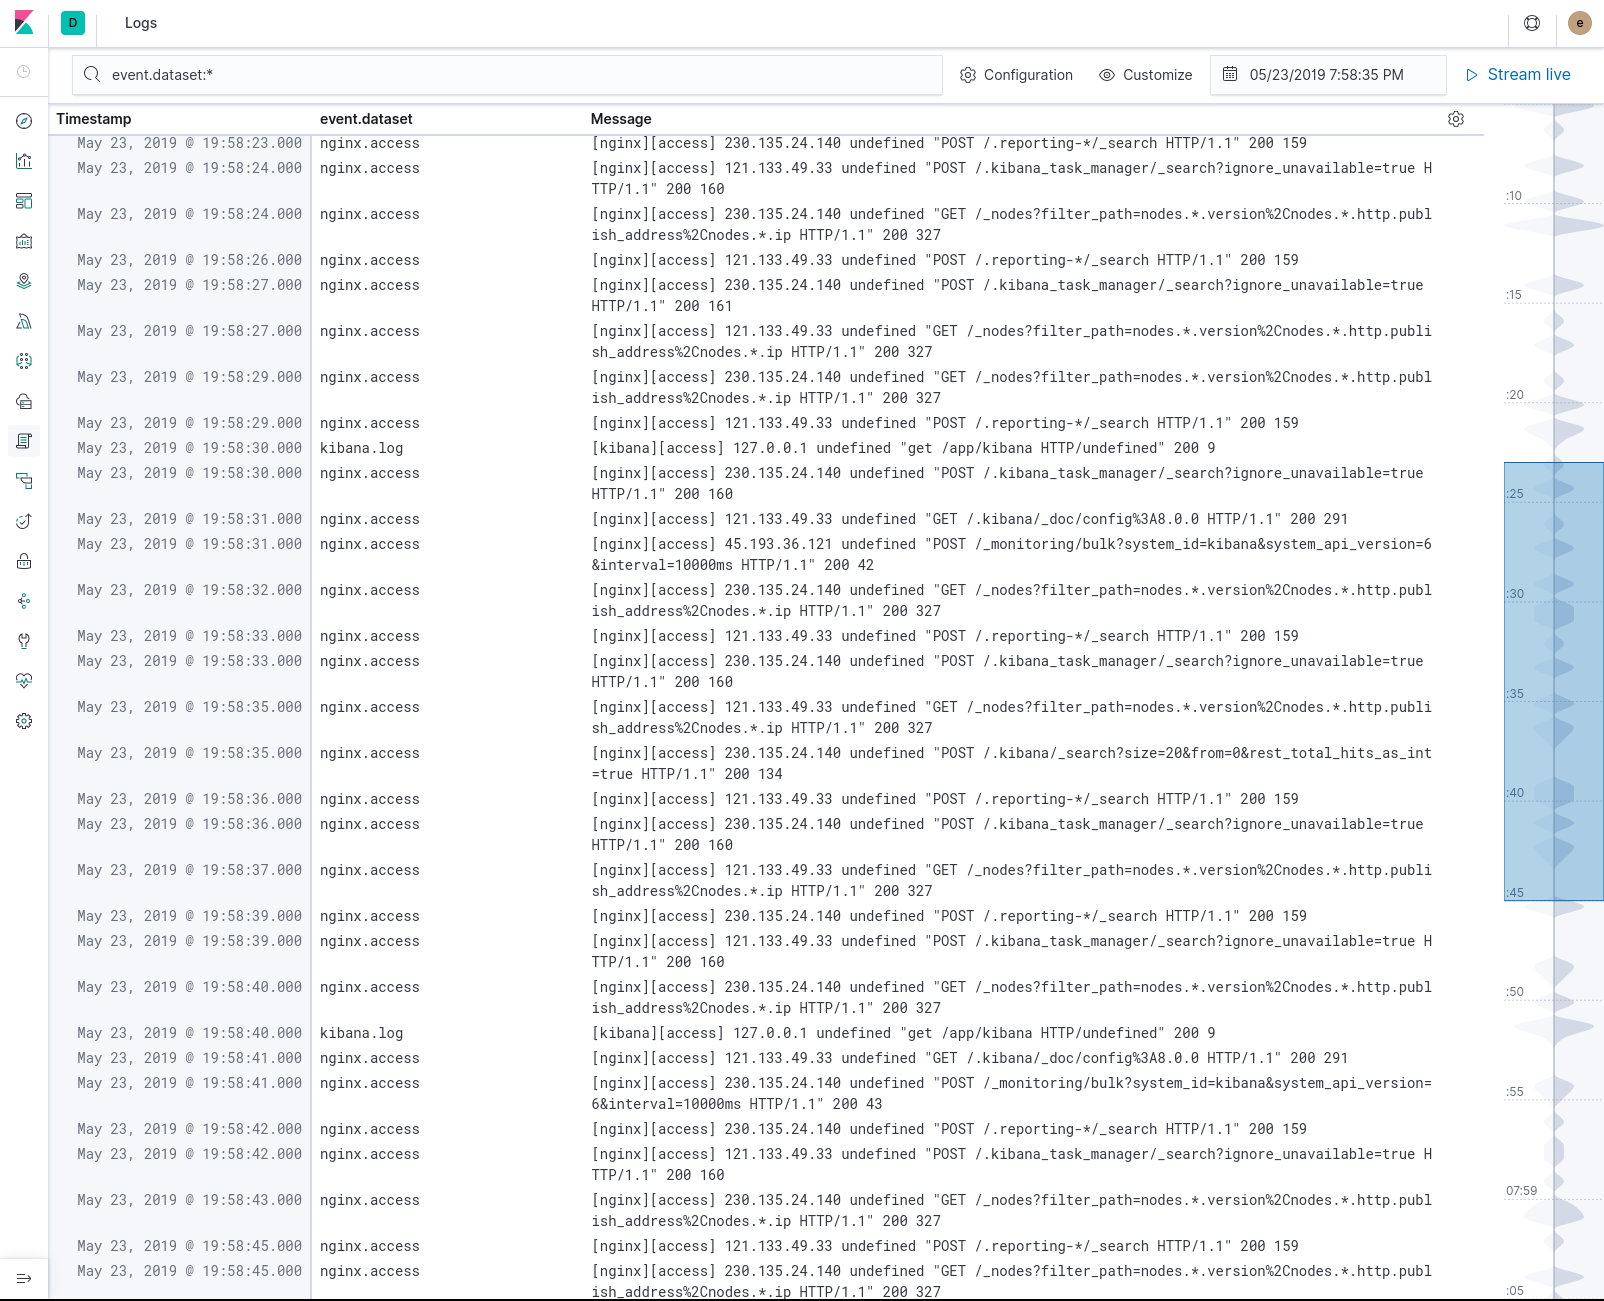 D Logs e
event.dataset:* Configuration Customize 05/23/2019 7:58:35 PM Stream live
Timestamp event.dataset Message
May 23, 2019 @ 19:58:23.000 nginx.access [nginx][access] 230.135.24.140 undefined "POST /.reporting-*/_search HTTP/1.1" 200 159
May 23, 2019 @ 19:58:24.000 nginx.access [nginx][access] 121.133.49.33 undefined "POST /.kibana_task_manager/_search?ignore_unavailable=true H
TTP/1.1" 200 160
May 23, 2019 @ 19:58:24.000 nginx.access [nginx][access] 230.135.24.140 undefined "GET /_nodes?filter_path=nodes.*.version%2Cnodes.*.http.publ
ish_address%2Cnodes.*.ip HTTP/1.1" 200 327
May 23, 2019 @ 19:58:26.000 nginx.access [nginx][access] 121.133.49.33 undefined "POST /.reporting-*/_search HTTP/1.1" 200 159
May 23, 2019 @ 19:58:27.000 nginx.access [nginx][access] 230.135.24.140 undefined "POST /.kibana_task_manager/_search?ignore_unavailable=true
HTTP/1.1" 200 161
May 23, 2019 @ 19:58:27.000 nginx.access [nginx][access] 121.133.49.33 undefined "GET /_nodes?filter_path=nodes.*.version%2Cnodes.*.http.publi
sh_address%2Cnodes.*.ip HTTP/1.1" 200 327
May 23, 2019 @ 19:58:29.000 nginx.access [nginx][access] 230.135.24.140 undefined "GET /_nodes?filter_path=nodes.*.version%2Cnodes.*.http.publ
ish_address%2Cnodes.*.ip HTTP/1.1" 200 327
May 23, 2019 @ 19:58:29.000 nginx.access [nginx][access] 121.133.49.33 undefined "POST /.reporting-*/_search HTTP/1.1" 200 159
May 23, 2019 @ 19:58:30.000 kibana.log [kibana][access] 127.0.0.1 undefined "get /app/kibana HTTP/undefined" 200 9
May 23, 2019 @ 19:58:30.000 nginx.access [nginx][access] 230.135.24.140 undefined "POST /.kibana_task_manager/_search?ignore_unavailable=true
HTTP/1.1" 200 160
May 23, 2019 @ 19:58:31.000 nginx.access [nginx][access] 121.133.49.33 undefined "GET /.kibana/_doc/config%3A8.0.0 HTTP/1.1" 200 291
May 23, 2019 @ 19:58:31.000 nginx.access [nginx][access] 45.193.36.121 undefined "POST /_monitoring/bulk?system_id=kibana&system_api_version=6
&interval=10000ms HTTP/1.1" 200 42
May 23, 2019 @ 19:58:32.000 nginx.access [nginx][access] 230.135.24.140 undefined "GET /_nodes?filter_path=nodes.*.version%2Cnodes.*.http.publ
ish_address%2Cnodes.*.ip HTTP/1.1" 200 327
May 23, 2019 @ 19:58:33.000 nginx.access [nginx][access] 121.133.49.33 undefined "POST /.reporting-*/_search HTTP/1.1" 200 159
May 23, 2019 @ 19:58:33.000 nginx.access [nginx][access] 230.135.24.140 undefined "POST /.kibana_task_manager/_search?ignore_unavailable=true
HTTP/1.1" 200 160
May 23, 2019 @ 19:58:35.000 nginx.access [nginx][access] 121.133.49.33 undefined "GET /_nodes?filter_path=nodes.*.version%2Cnodes.*.http.publi
sh_address%2Cnodes.*.ip HTTP/1.1" 200 327
May 23, 2019 @ 19:58:35.000 nginx.access [nginx][access] 230.135.24.140 undefined "POST /.kibana/_search?size=20&from=0&rest_total_hits_as_int
=true HTTP/1.1" 200 134
May 23, 2019 @ 19:58:36.000 nginx.access [nginx][access] 121.133.49.33 undefined "POST /.reporting-*/_search HTTP/1.1" 200 159
May 23, 2019 @ 19:58:36.000 nginx.access [nginx][access] 230.135.24.140 undefined "POST /.kibana_task_manager/_search?ignore_unavailable=true
HTTP/1.1" 200 160
May 23, 2019 @ 19:58:37.000 nginx.access [nginx][access] 121.133.49.33 undefined "GET /_nodes?filter_path=nodes.*.version%2Cnodes.*.http.publi
sh_address%2Cnodes.*.ip HTTP/1.1" 200 327
May 23, 2019 @ 19:58:39.000 nginx.access [nginx][access] 230.135.24.140 undefined "POST /.reporting-*/_search HTTP/1.1" 200 159
May 23, 2019 @ 19:58:39.000 nginx.access [nginx][access] 121.133.49.33 undefined "POST /.kibana_task_manager/_search?ignore_unavailable=true H
TTP/1.1" 200 160
May 23, 2019 @ 19:58:40.000 nginx.access [nginx][access] 230.135.24.140 undefined "GET /_nodes?filter_path=nodes.*.version%2Cnodes.*.http.publ
ish_address%2Cnodes.*.ip HTTP/1.1" 200 327
May 23, 2019 @ 19:58:40.000 kibana.log [kibana][access] 127.0.0.1 undefined "get /app/kibana HTTP/undefined" 200 9
May 23, 2019 @ 19:58:41.000 nginx.access [nginx][access] 121.133.49.33 undefined "GET /.kibana/_doc/config%3A8.0.0 HTTP/1.1" 200 291
May 23, 2019 @ 19:58:41.000 nginx.access [nginx][access] 230.135.24.140 undefined "POST /_monitoring/bulk?system_id=kibana&system_api_version=
6&interval=10000ms HTTP/1.1" 200 43
May 23, 2019 @ 19:58:42.000 nginx.access [nginx][access] 230.135.24.140 undefined "POST /.reporting-*/_search HTTP/1.1" 200 159
May 23, 2019 @ 19:58:42.000 nginx.access [nginx][access] 121.133.49.33 undefined "POST /.kibana_task_manager/_search?ignore_unavailable=true H
TTP/1.1" 200 160
May 23, 2019 @ 19:58:43.000 nginx.access [nginx][access] 230.135.24.140 undefined "GET /_nodes?filter_path=nodes.*.version%2Cnodes.*.http.publ
ish_address%2Cnodes.*.ip HTTP/1.1" 200 327
May 23, 2019 @ 19:58:45.000 nginx.access [nginx][access] 121.133.49.33 undefined "POST /.reporting-*/_search HTTP/1.1" 200 159
May 23, 2019 @ 19:58:45.000 nginx.access [nginx][access] 230.135.24.140 undefined "GET /_nodes?filter_path=nodes.*.version%2Cnodes.*.http.publ
ish_address%2Cnodes.*.ip HTTP/1.1" 200 327
:10
:15
:20
:25
:30
:35
:40
:45
:50
:55
07:59
:05